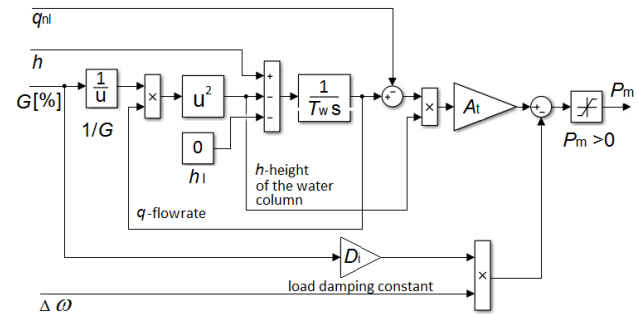 qnl
h
G[%]
1
u
1/G
×
u²
0
hl
+
−
−
1
Tw s
+
−
×
At
+
−
Pm
Pm >0
h-height
of the water
column
q-flowrate
Di
load damping constant
×
Δ ω